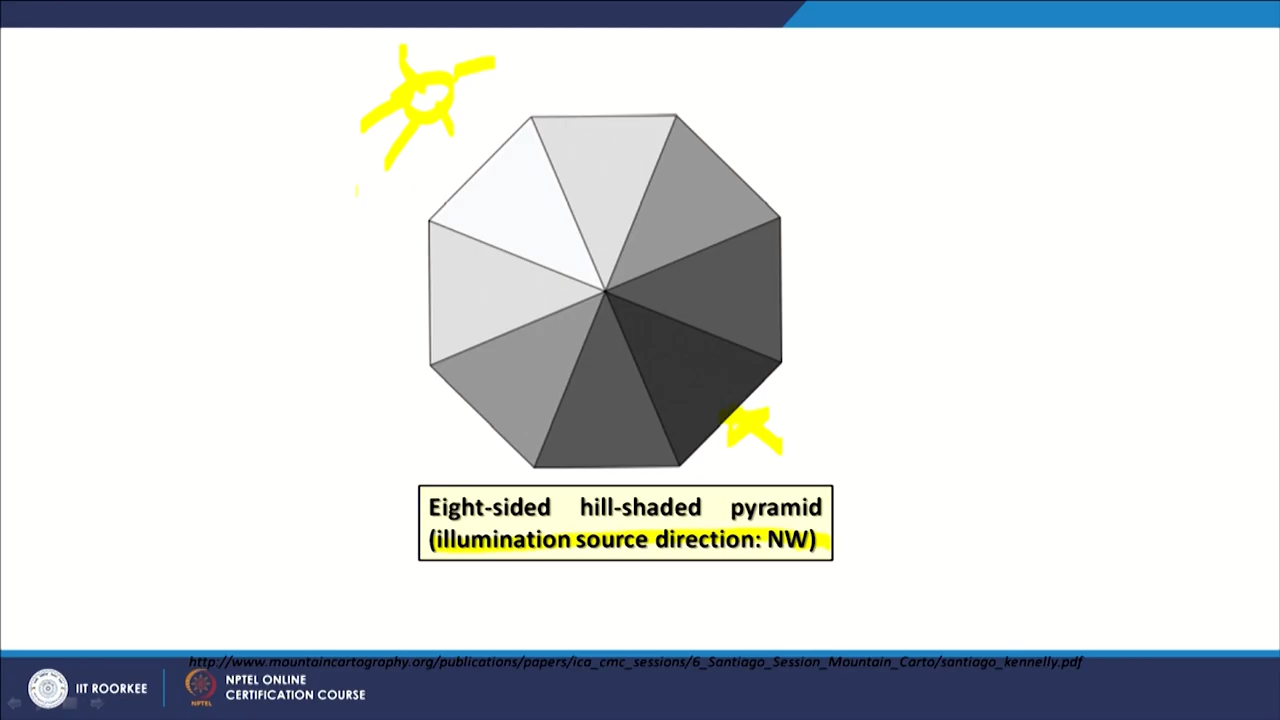 Eight-sided hill-shaded pyramid
(illumination source direction: NW)
http://www.mountaincartography.org/publications/papers/ica_cmc_sessions/6_Santiago_Session_Mountain_Carto/santiago_kennelly.pdf
IIT ROORKEE
NPTEL ONLINE
CERTIFICATION COURSE
NPTEL